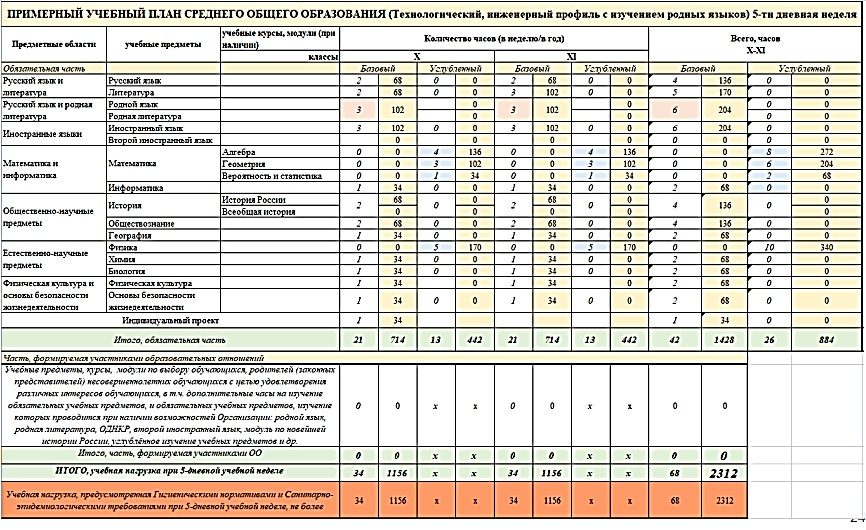 ПРИМЕРНЫЙ УЧЕБНЫЙ ПЛАН СРЕДНЕГО ОБЩЕГО ОБРАЗОВАНИЯ (Технологический, инженерный профиль с изучением родных языков) 5-ти дневная неделя
Предметные области учебные предметы учебные курсы, модули (при наличии) Количество часов (в неделю/в год) Всего, часов
классы X XI X-XI
Обязательная часть Базовый Углубленный Базовый Углубленный Базовый Углубленный
Русский язык и литература Русский язык 2 68 0 0 2 68 0 0 4 136 0 0
Литература 2 68 0 0 3 102 0 0 5 170 0 0
Русский язык и родная литература Родной язык 3 102 0 0 3 102 0 0 6 204 0 0
Родная литература 0 0 0 0 0 0
Иностранные языки Иностранный язык 3 102 0 0 3 102 0 0 6 204 0 0
Второй иностранный язык 0 0 0 0 0 0
Математика и информатика Математика Алгебра 0 0 4 136 0 0 4 136 0 0 8 272
Геометрия 0 0 3 102 0 0 3 102 0 0 6 204
Вероятность и статистика 0 0 1 34 0 0 1 34 0 0 2 68
Информатика 1 34 0 0 1 34 0 0 2 68 0 0
Общественно-научные предметы История История России 2 68 0 0 2 68 0 0 4 136 0 0
Всеобщая история 0 0 0 0 0
Обществознание 2 68 0 0 2 68 0 0 4 136 0 0
География 1 34 0 0 1 34 0 0 2 68 0 0
Естественно-научные предметы Физика 0 0 5 170 0 0 5 170 0 0 10 340
Химия 1 34 0 0 1 34 0 0 2 68 0 0
Биология 1 34 0 0 1 34 0 0 2 68 0 0
Физическая культура и основы безопасности жизнедеятельности Физическая культура 1 34 0 0 1 34 0 0 2 68 0 0
Основы безопасности жизнедеятельности 1 34 0 0 1 34 0 0 2 68 0 0
Индивидуальный проект 1 34 1 34 0 0
Итого, обязательная часть 21 714 13 442 21 714 13 442 42 1428 26 884
Часть, формируемая участниками образовательных отношений
Учебные предметы, курсы, модули по выбору обучающихся, родителей (законных
представителей) несовершеннолетних обучающихся с целью удовлетворения
различных интересов обучающихся, в т.ч. дополнительные часы на изучение
обязательных учебных предметов, и обязательных учебных предметов, изучение
которых проводится при наличии возможностей Организации: родной язык,
родная литература, ОДНКР, второй иностранный язык, модуль по новейшей
истории России, углублённое изучение учебных предметов и др.
0 0 х х 0 0 х х 0 0
Итого, часть, формируемая участниками ОО 0 0 х х 0 0 х х 0 0
ИТОГО, учебная нагрузка при 5-дневной учебной неделе 34 1156 х х 34 1156 х х 68 2312
Учебная нагрузка, предусмотренная Гигиеническими нормативами и Санитарно-
эпидемиологическими требованиями при 5-дневной учебной неделе, не более 34 1156 х х 34 1156 х х 68 2312